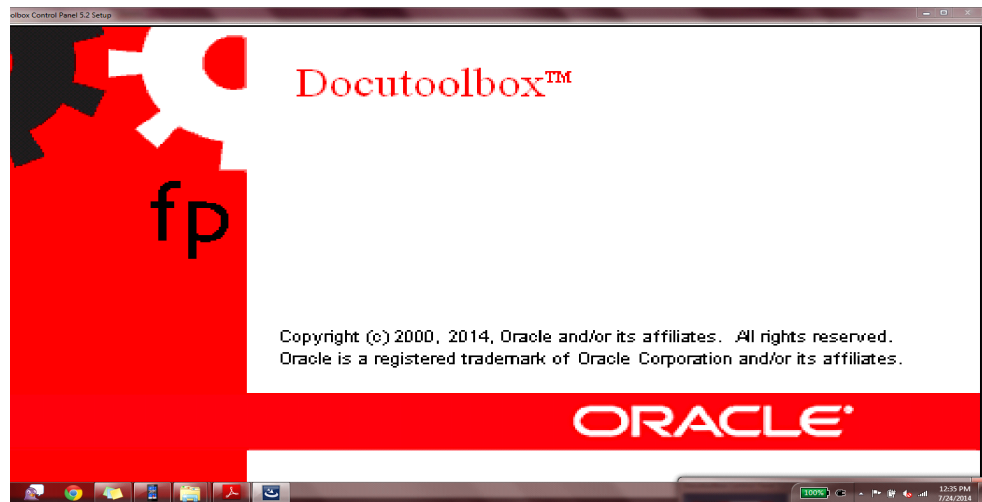 olbox Control Panel 5.2 Setup
Docutoolbox™
fp
Copyright (c) 2000, 2014, Oracle and/or its affiliates. All rights reserved.
Oracle is a registered trademark of Oracle Corporation and/or its affiliates.
ORACLE®
100%
12:35 PM
7/24/2014